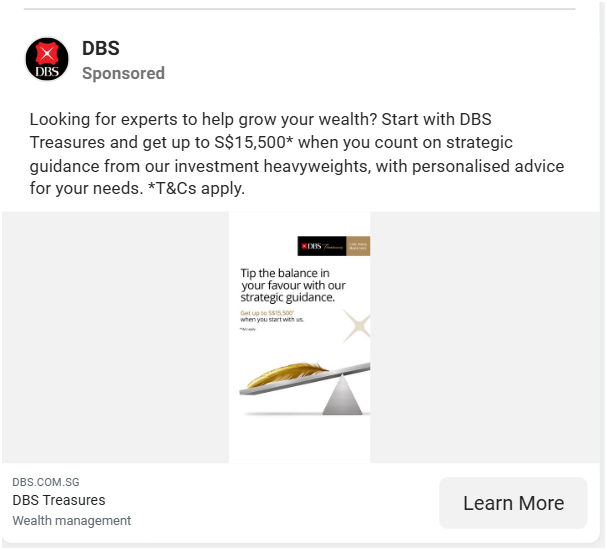 DBS
Sponsored
DBS
Looking for experts to help grow your wealth? Start with DBS
Treasures and get up to S$15,500* when you count on strategic
guidance from our investment heavyweights, with personalised advice
for your needs. *T&Cs apply.
DBS Treasures
Tip the balance in
your favour with our
strategic guidance.
Get up to S$15,500*
when you start with us.
DBS.COM.SG
DBS Treasures
Wealth management
Learn More